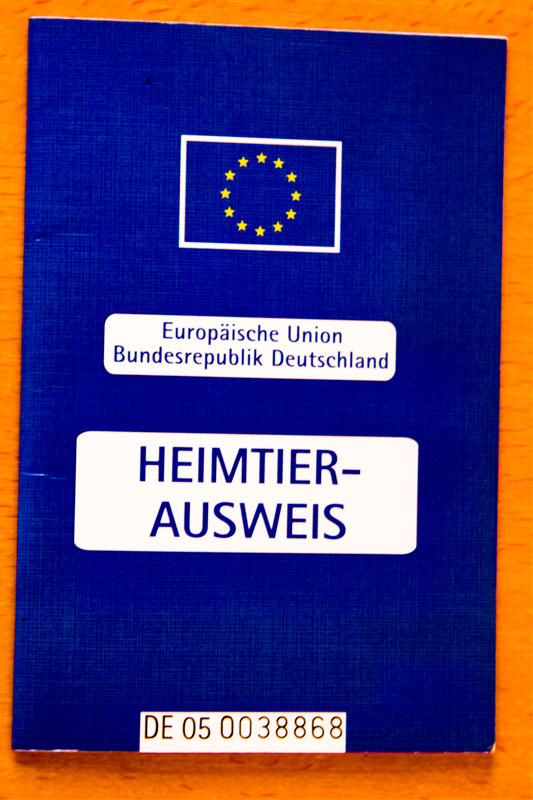 Europäische Union
Bundesrepublik Deutschland
HEIMTIER-
AUSWEIS
DE 05 0038868